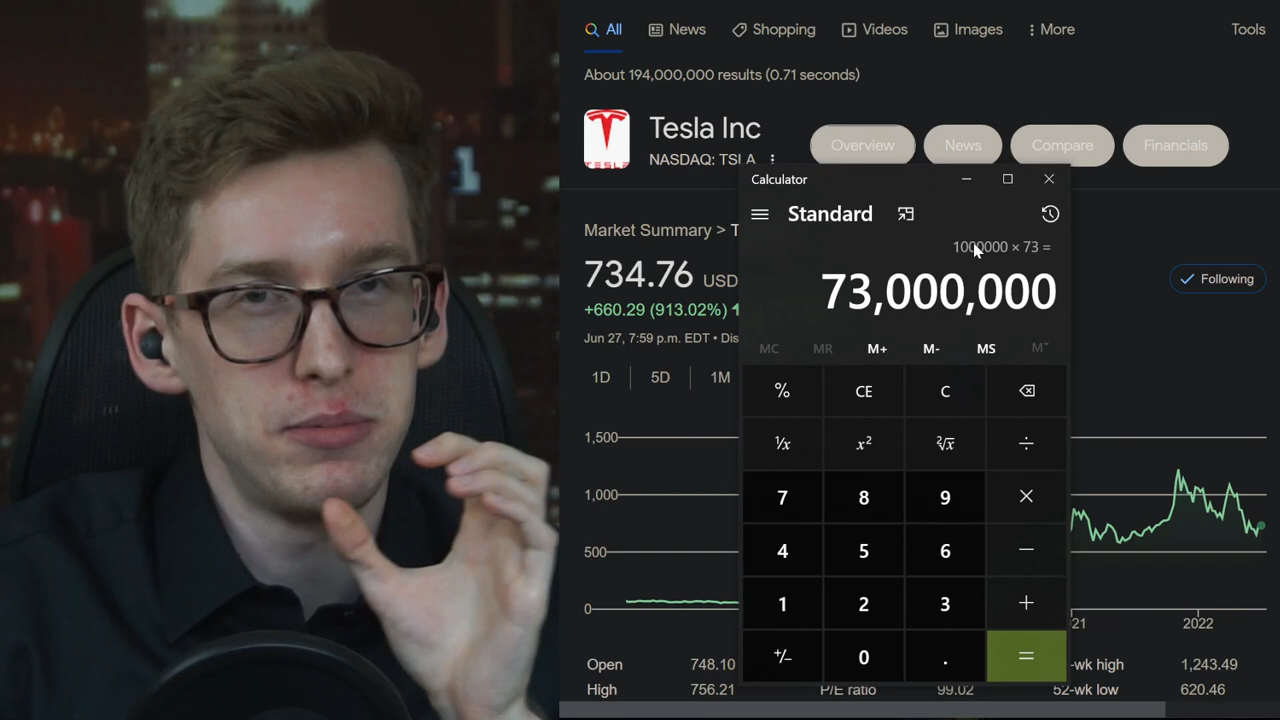 All News Shopping Videos Images More Tools
About 194,000,000 results (0.71 seconds)
TESLA
Tesla Inc
NASDAQ: TSLA
Overview News Compare Financials
Calculator
Standard
Market Summary > T
1000000 × 73 =
73,000,000
734.76 USD
+660.29 (913.02%)
Following
Jun 27, 7:59 p.m. EDT • Dis
MC MR M+ M- MS M˅
1D 5D 1M
% CE C
⅟x x² ²√x ÷
1,500
7 8 9 ×
1,000
4 5 6 −
500
1 2 3 +
0
21 2022
+/− 0 . =
Open 748.10 -wk high 1,243.49
High 756.21 P/E ratio 99.02 52-wk low 620.46